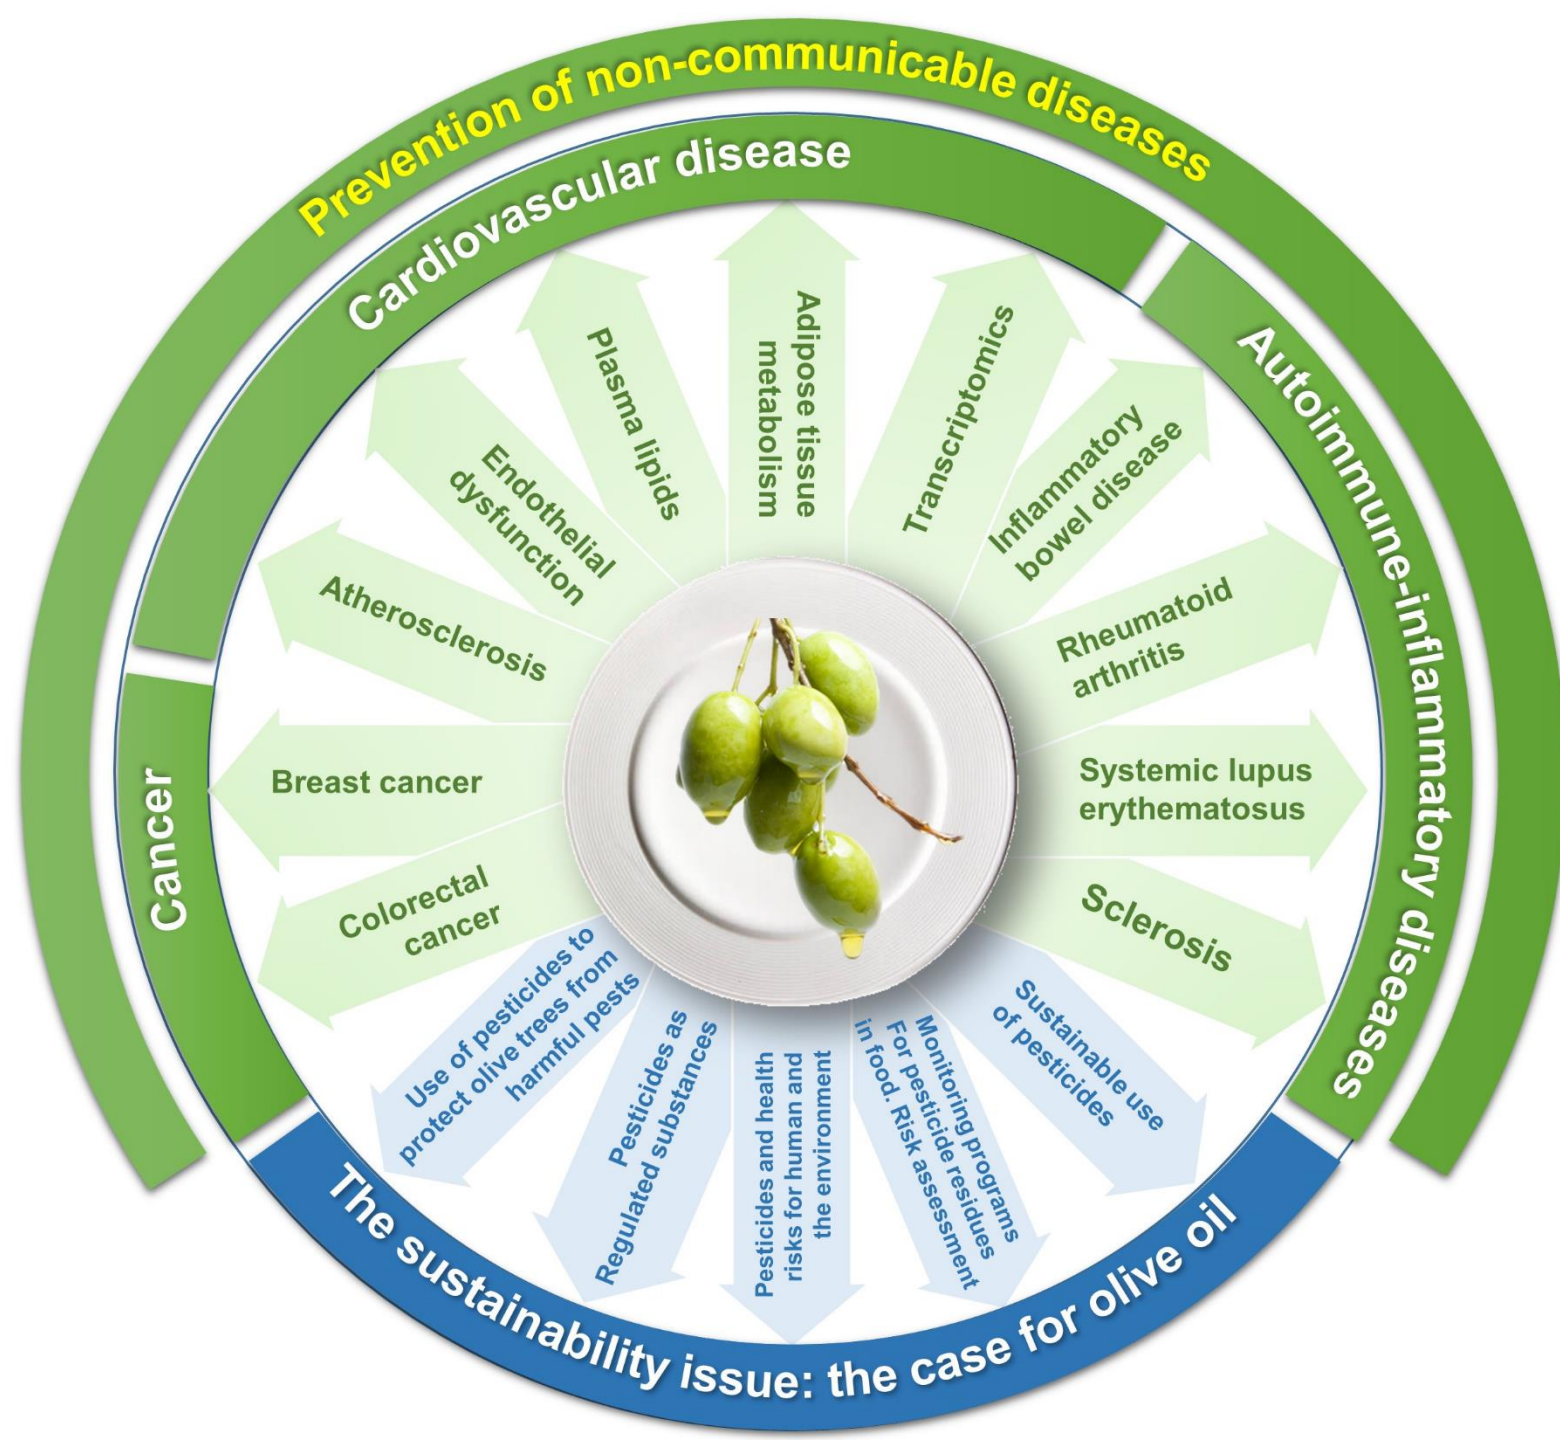 Prevention of non-communicable diseases
Cardiovascular disease
Autoimmune-inflammatory diseases
Cancer
The sustainability issue: the case for olive oil
Colorectal
cancer
Breast cancer
Atherosclerosis
Endothelial
dysfunction
Plasma lipids
Adipose tissue
metabolism
Transcriptomics
Inflammatory
bowel disease
Rheumatoid
arthritis
Systemic lupus
erythematosus
Sclerosis
Sustainable use
of pesticides
Monitoring programs
For pesticide residues
in food. Risk assessment
Pesticides and health
risks for human and
the environment
Pesticides as
Regulated substances
Use of pesticides to
protect olive trees from
harmful pests